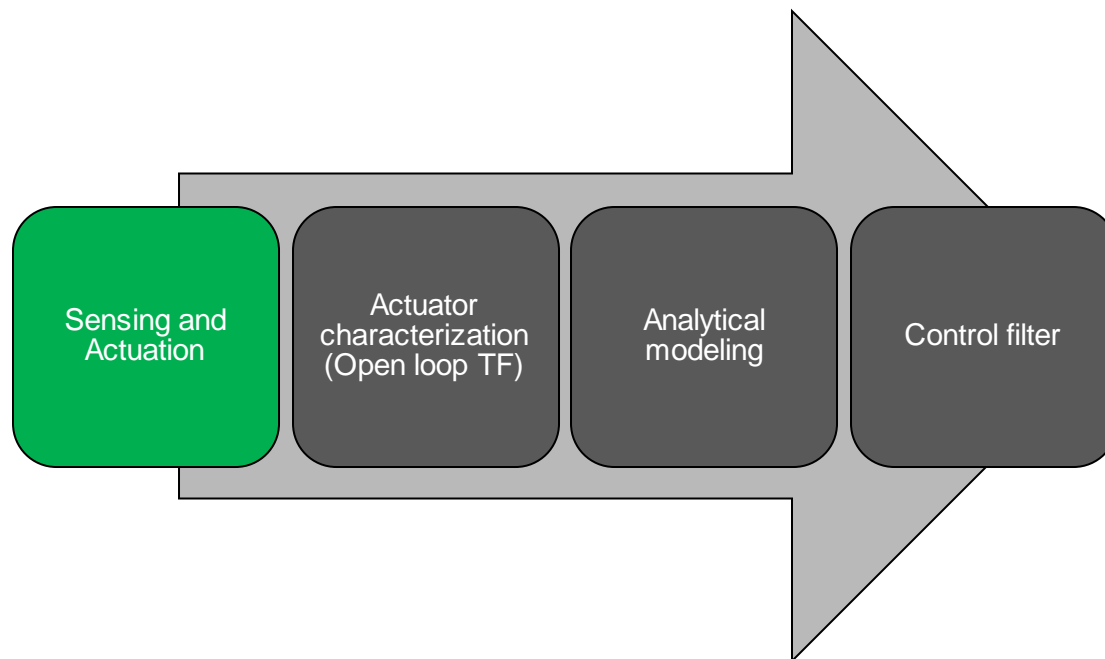 Sensing and
Actuation
Actuator
characterization
(Open loop TF)
Analytical
modeling
Control filter